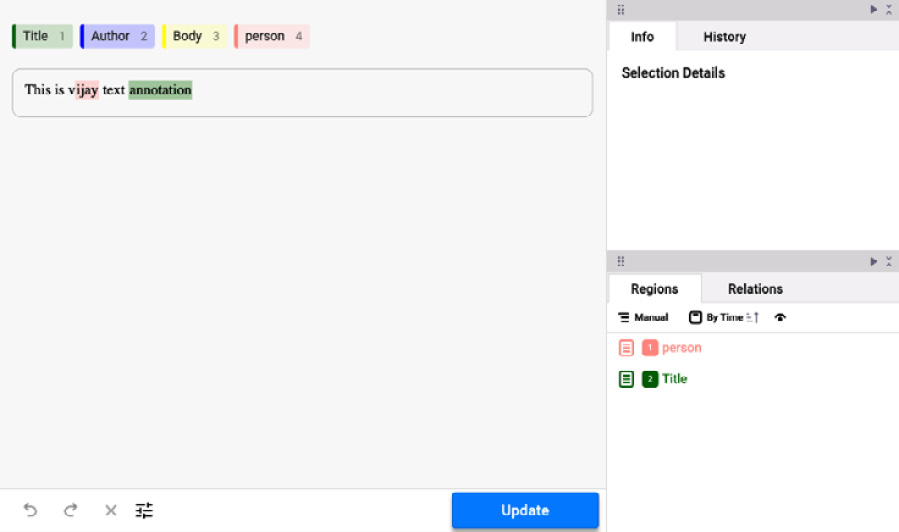 Title 1 Author 2 Body 3 person 4
This is vijay text annotation
Update
Info History
Selection Details
Regions Relations
Manual By Time
1 person
2 Title